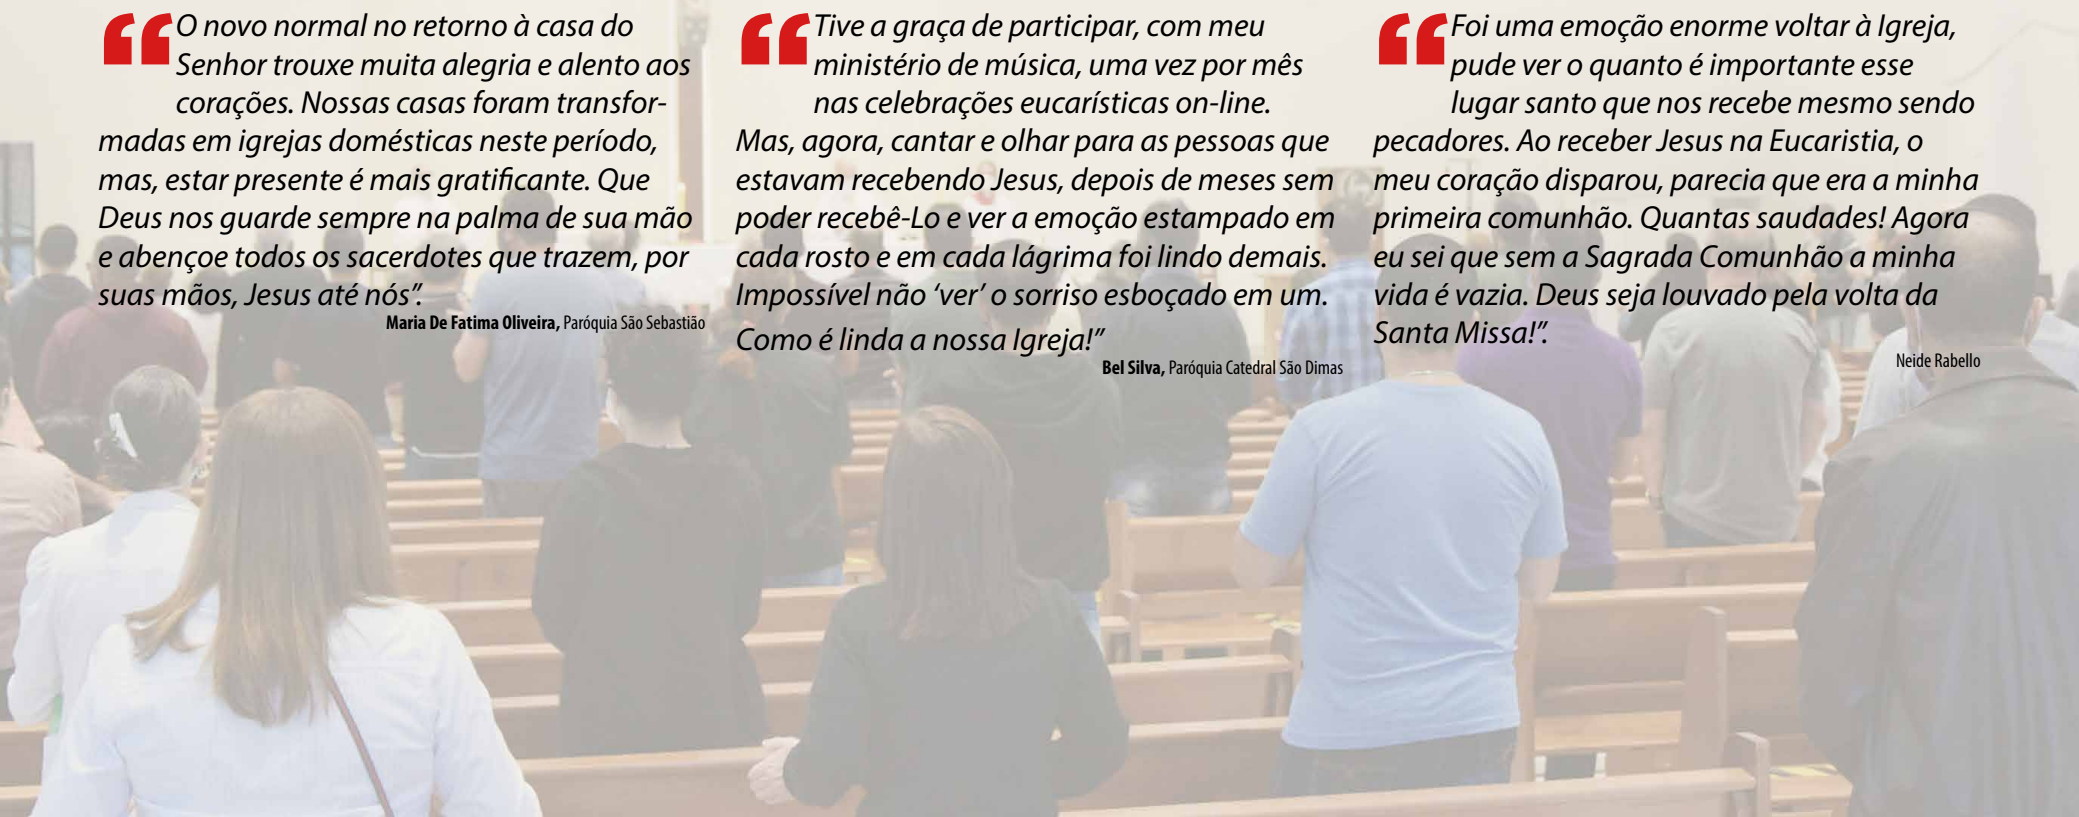 “O novo normal no retorno à casa do
Senhor trouxe muita alegria e alento aos
corações. Nossas casas foram transfor-
madas em igrejas domésticas neste período,
mas, estar presente é mais gratificante. Que
Deus nos guarde sempre na palma de sua mão
e abençoe todos os sacerdotes que trazem, por
suas mãos, Jesus até nós”.
Maria De Fatima Oliveira, Paróquia São Sebastião
“Tive a graça de participar, com meu
ministério de música, uma vez por mês
nas celebrações eucarísticas on-line.
Mas, agora, cantar e olhar para as pessoas que
estavam recebendo Jesus, depois de meses sem
poder recebê-Lo e ver a emoção estampado em
cada rosto e em cada lágrima foi lindo demais.
Impossível não ‘ver’ o sorriso esboçado em um.
Como é linda a nossa Igreja!”
Bel Silva, Paróquia Catedral São Dimas
“Foi uma emoção enorme voltar à Igreja,
pude ver o quanto é importante esse
lugar santo que nos recebe mesmo sendo
pecadores. Ao receber Jesus na Eucaristia, o
meu coração disparou, parecia que era a minha
primeira comunhão. Quantas saudades! Agora
eu sei que sem a Sagrada Comunhão a minha
vida é vazia. Deus seja louvado pela volta da
Santa Missa!”.
Neide Rabello